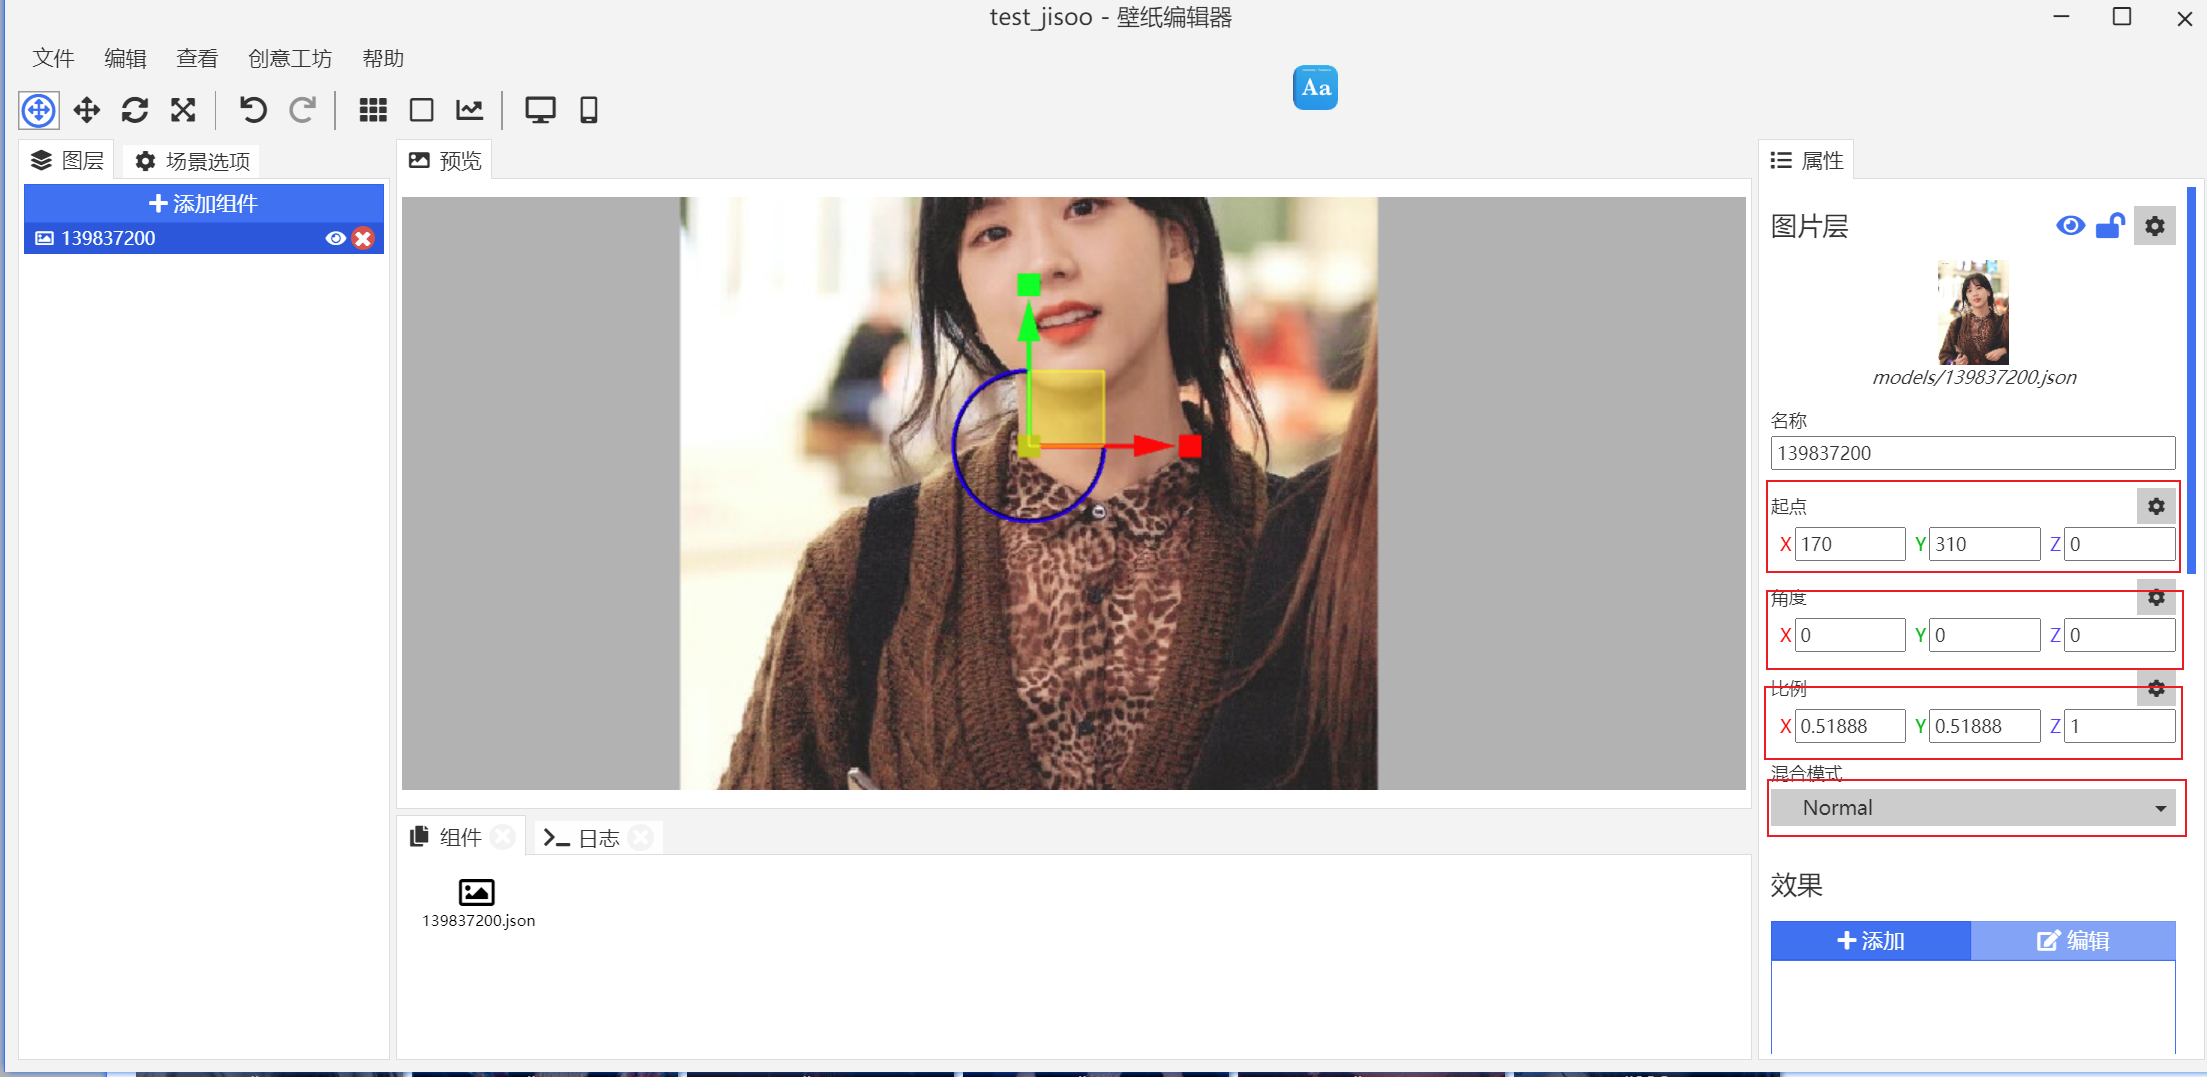 test_jisoo - 壁纸编辑器
文件 编辑 查看 创意工坊 帮助
Aa
图层 场景选项
添加组件
139837200
预览
属性
图片层
models/139837200.json
名称
139837200
起点
X 170 Y 310 Z 0
角度
X 0 Y 0 Z 0
比例
X 0.51888 Y 0.51888 Z 1
混合模式
Normal
效果
添加 编辑
组件 日志
139837200.json